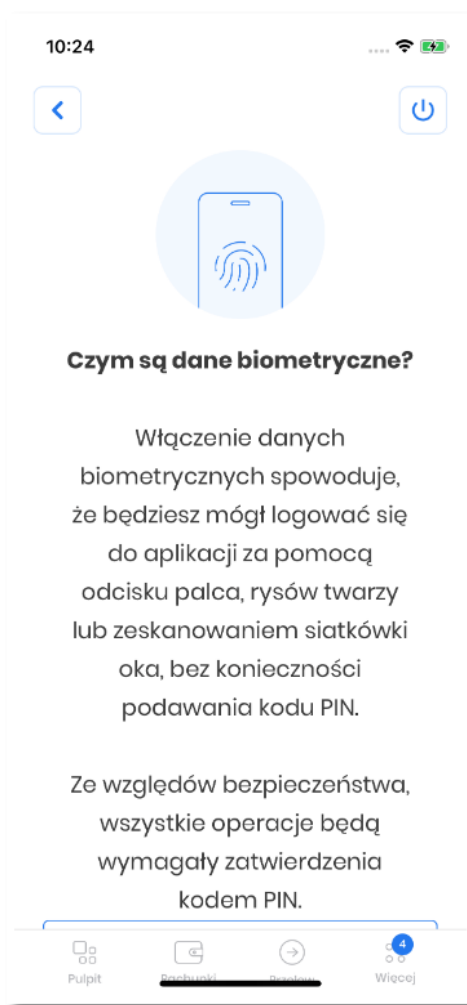 10:24
Czym są dane biometryczne?
Włączenie danych
biometrycznych spowoduje,
że będziesz mógł logować się
do aplikacji za pomocą
odcisku palca, rysów twarzy
lub zeskanowaniem siatkówki
oka, bez konieczności
podawania kodu PIN.
Ze względów bezpieczeństwa,
wszystkie operacje będą
wymagały zatwierdzenia
kodem PIN.
4
Pulpit Rachunki Przelew Więcej